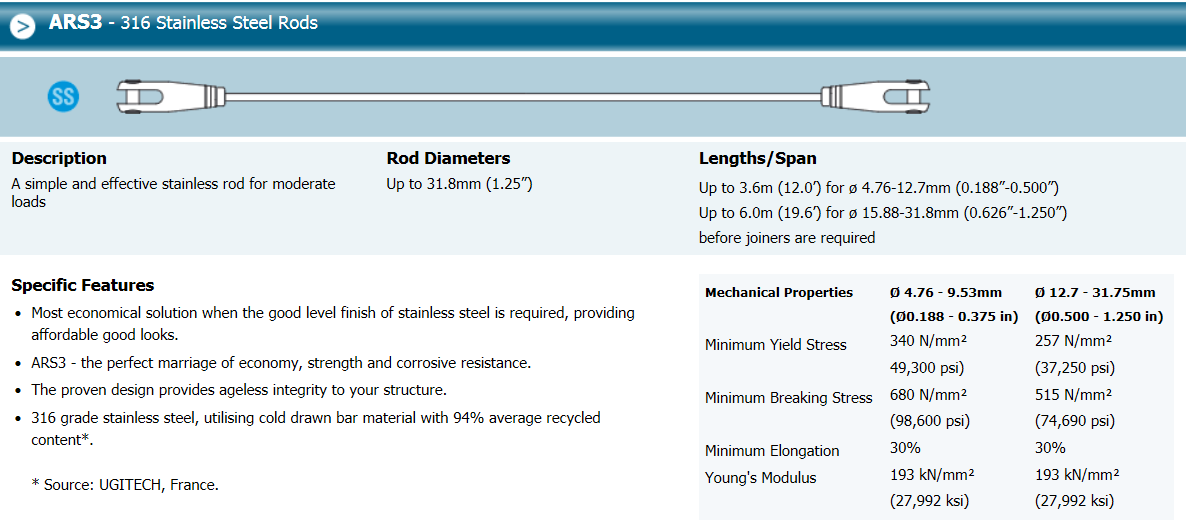 ARS3 - 316 Stainless Steel Rods
SS
Description
A simple and effective stainless rod for moderate
loads
Rod Diameters
Up to 31.8mm (1.25”)
Lengths/Span
Up to 3.6m (12.0’) for ø 4.76-12.7mm (0.188”-0.500”)
Up to 6.0m (19.6’) for ø 15.88-31.8mm (0.626”-1.250”)
before joiners are required
Specific Features
• Most economical solution when the good level finish of stainless steel is required, providing
affordable good looks.
• ARS3 - the perfect marriage of economy, strength and corrosive resistance.
• The proven design provides ageless integrity to your structure.
• 316 grade stainless steel, utilising cold drawn bar material with 94% average recycled
content*.
* Source: UGITECH, France.
Mechanical Properties Ø 4.76 - 9.53mm Ø 12.7 - 31.75mm
(Ø0.188 - 0.375 in) (Ø0.500 - 1.250 in)
Minimum Yield Stress 340 N/mm² 257 N/mm²
49,300 psi) (37,250 psi)
Minimum Breaking Stress 680 N/mm² 515 N/mm²
(98,600 psi) (74,690 psi)
Minimum Elongation 30% 30%
Young's Modulus 193 kN/mm² 193 kN/mm²
(27,992 ksi) (27,992 ksi)